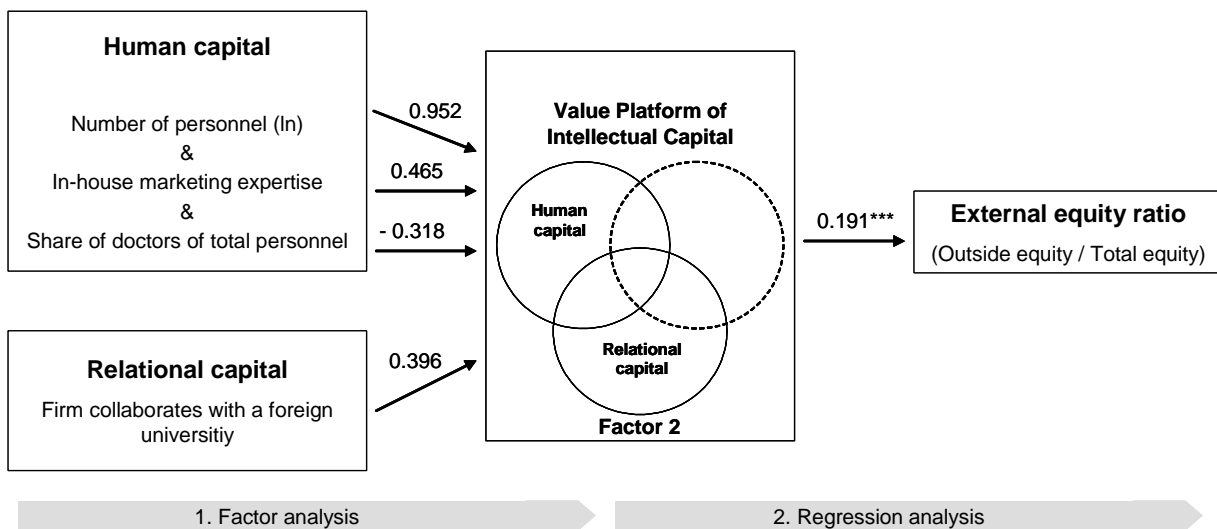 Human capital
Number of personnel (ln)
&
In-house marketing expertise
&
Share of doctors of total personnel
Relational capital
Firm collaborates with a foreign
universitiy
0.952
0.465
- 0.318
0.396
Value Platform of
Intellectual Capital
Human
capital
Relational
capital
Factor 2
0.191***
External equity ratio
(Outside equity / Total equity)
1. Factor analysis
2. Regression analysis